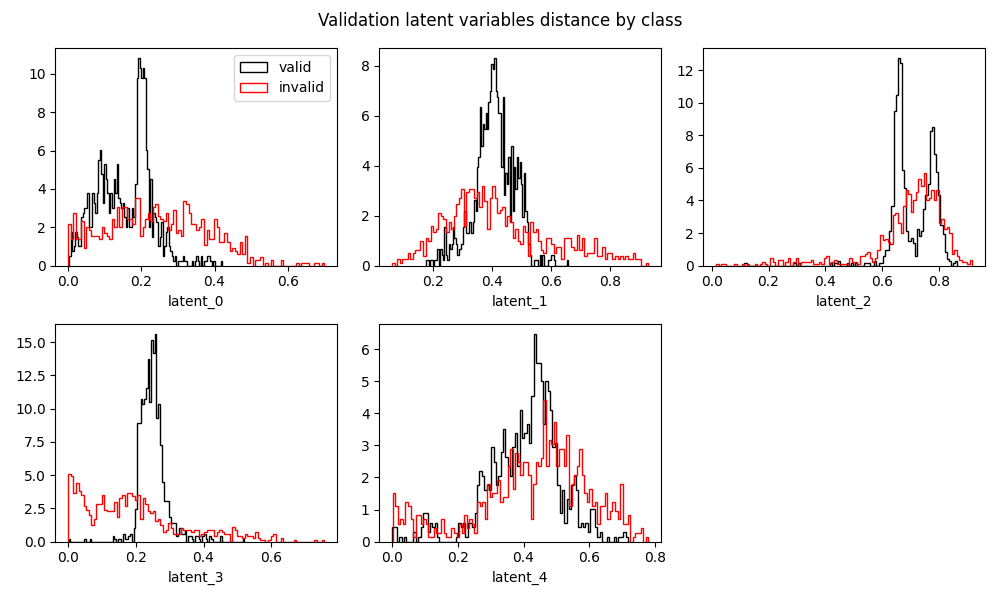 Validation latent variables distance by class
valid
invalid
10
8
6
4
2
0
0.0 0.2 0.4 0.6
latent_0
8
6
4
2
0
0.2 0.4 0.6 0.8
latent_1
12
10
8
6
4
2
0
0.0 0.2 0.4 0.6 0.8
latent_2
15.0
12.5
10.0
7.5
5.0
2.5
0.0
0.0 0.2 0.4 0.6
latent_3
6
5
4
3
2
1
0
0.0 0.2 0.4 0.6 0.8
latent_4